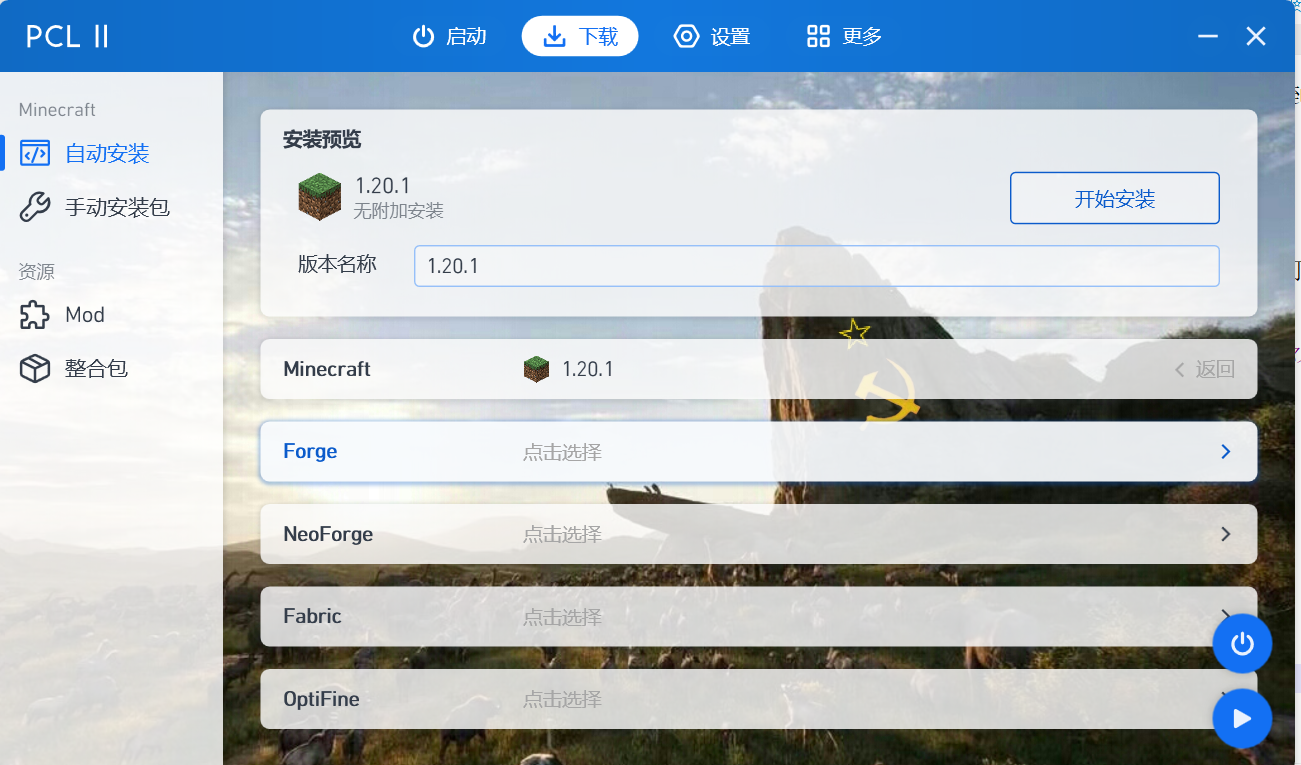 PCL II
启动
下载
设置
更多
Minecraft
自动安装
手动安装包
资源
Mod
整合包
安装预览
1.20.1
无附加安装
开始安装
版本名称
1.20.1
Minecraft
1.20.1
返回
Forge
点击选择
NeoForge
点击选择
Fabric
点击选择
OptiFine
点击选择